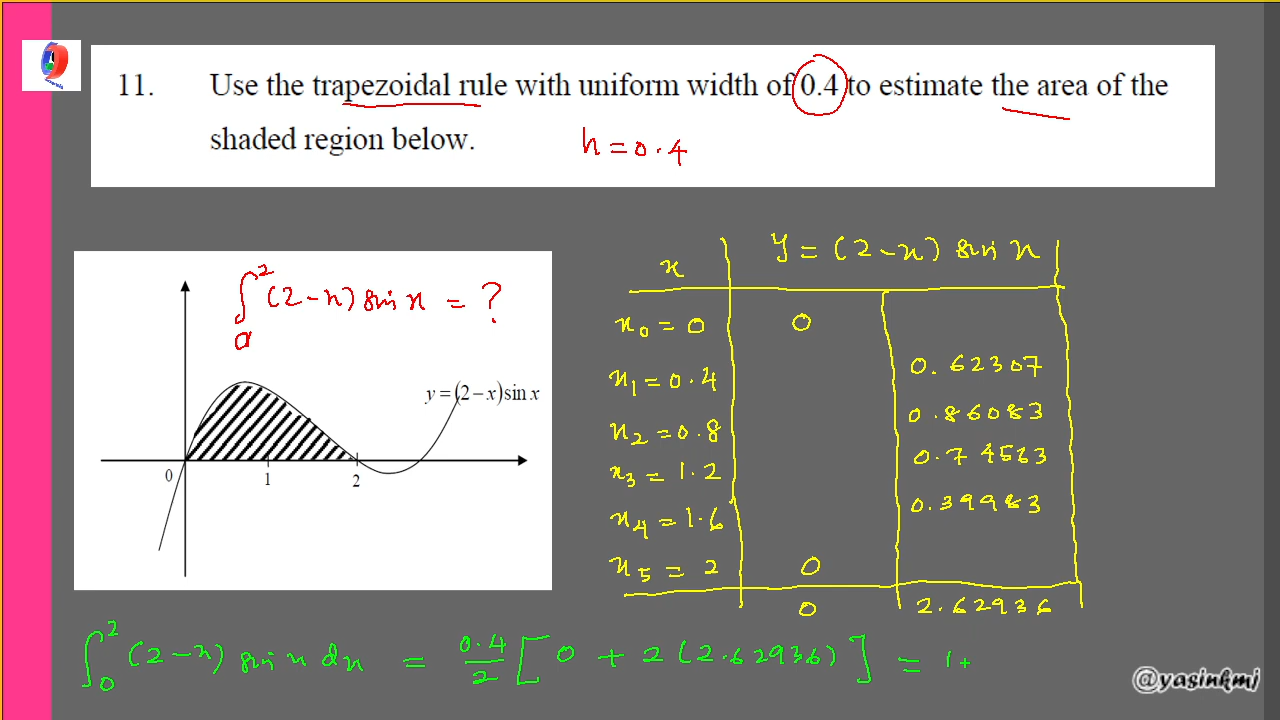 11. Use the trapezoidal rule with uniform width of 0.4 to estimate the area of the
shaded region below.
h = 0.4
∫₀² (2-x) sin x = ?
y = (2 − x) sin x
0 1 2
x y = (2-x) sin x
x₀ = 0 0
x₁ = 0.4 0.62307
x₂ = 0.8 0.86083
x₃ = 1.2 0.74563
x₄ = 1.6 0.39983
x₅ = 2 0
0 2.62936
∫₀² (2-x) sin x dx = 0.4/2 [ 0 + 2 (2.62936) ] = 1
@yasinkmj